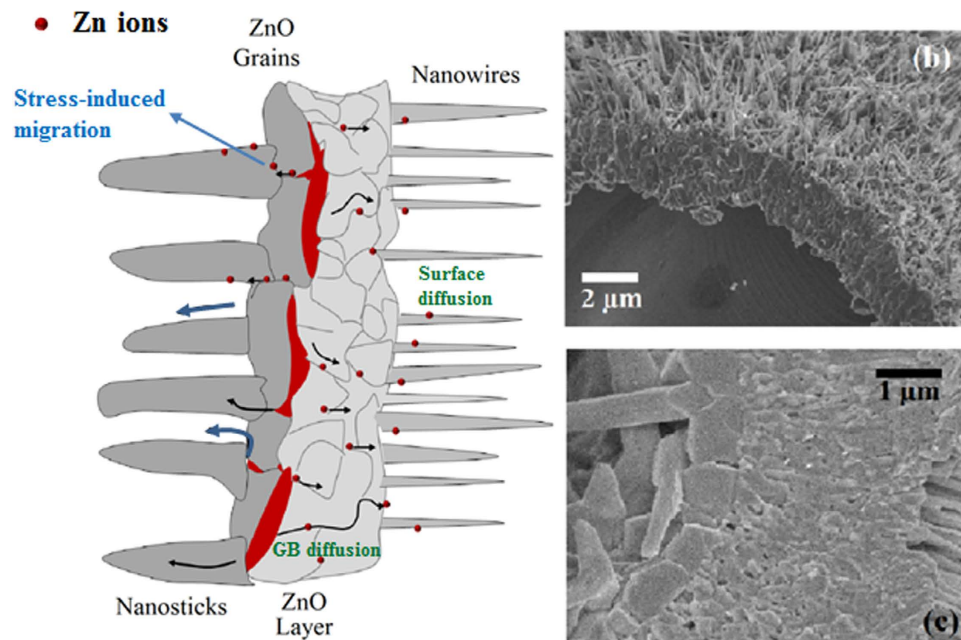 Zn ions
ZnO
Grains
Nanowires
Stress-induced
migration
Surface
diffusion
GB diffusion
Nanosticks
ZnO
Layer
(b)
2 μm
1 μm
(c)